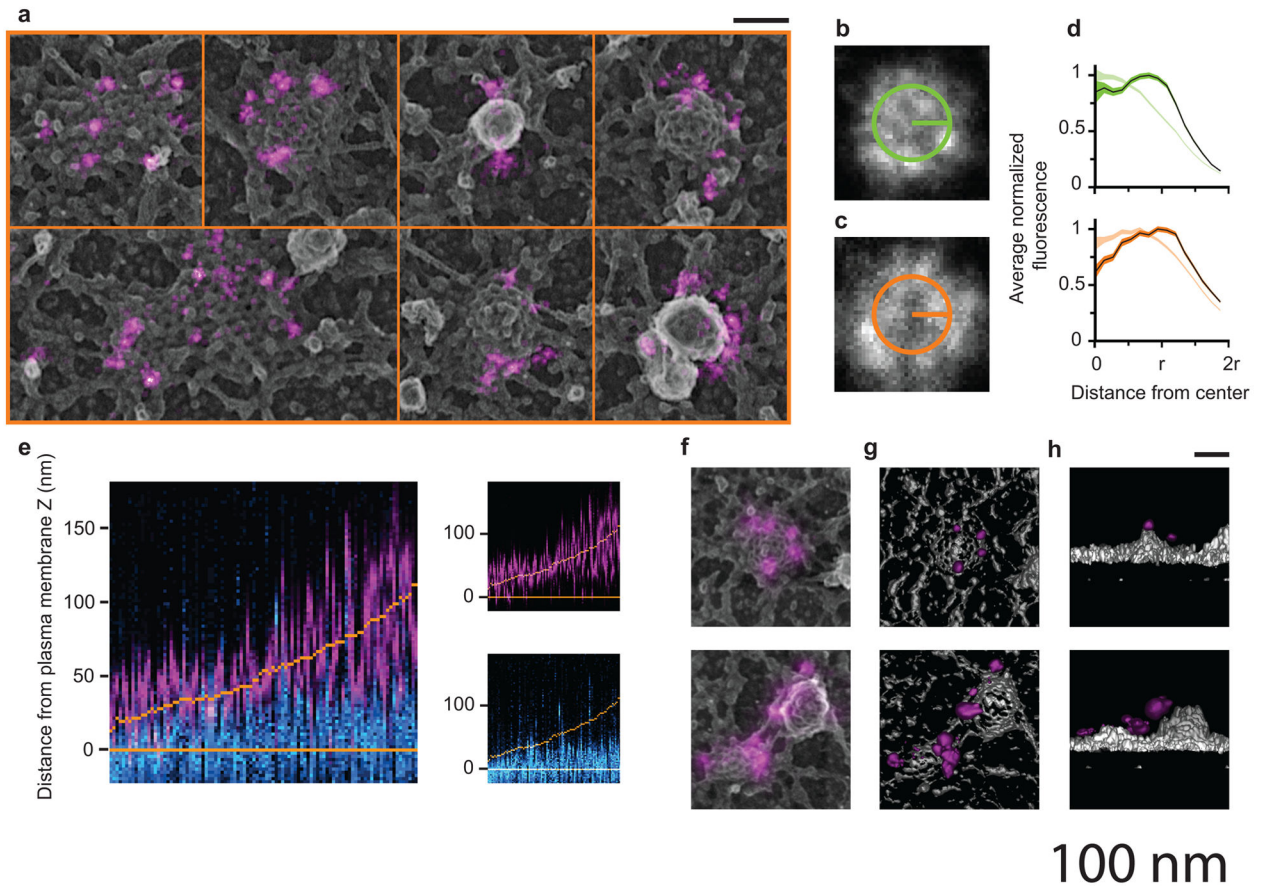 a
b
c
d
1
0.5
0
1
0.5
0
0
r
2r
Average normalized
fluorescence
Distance from center
e
Distance from plasma membrane Z (nm)
150
100
50
0
100
0
100
0
f
g
h
100 nm